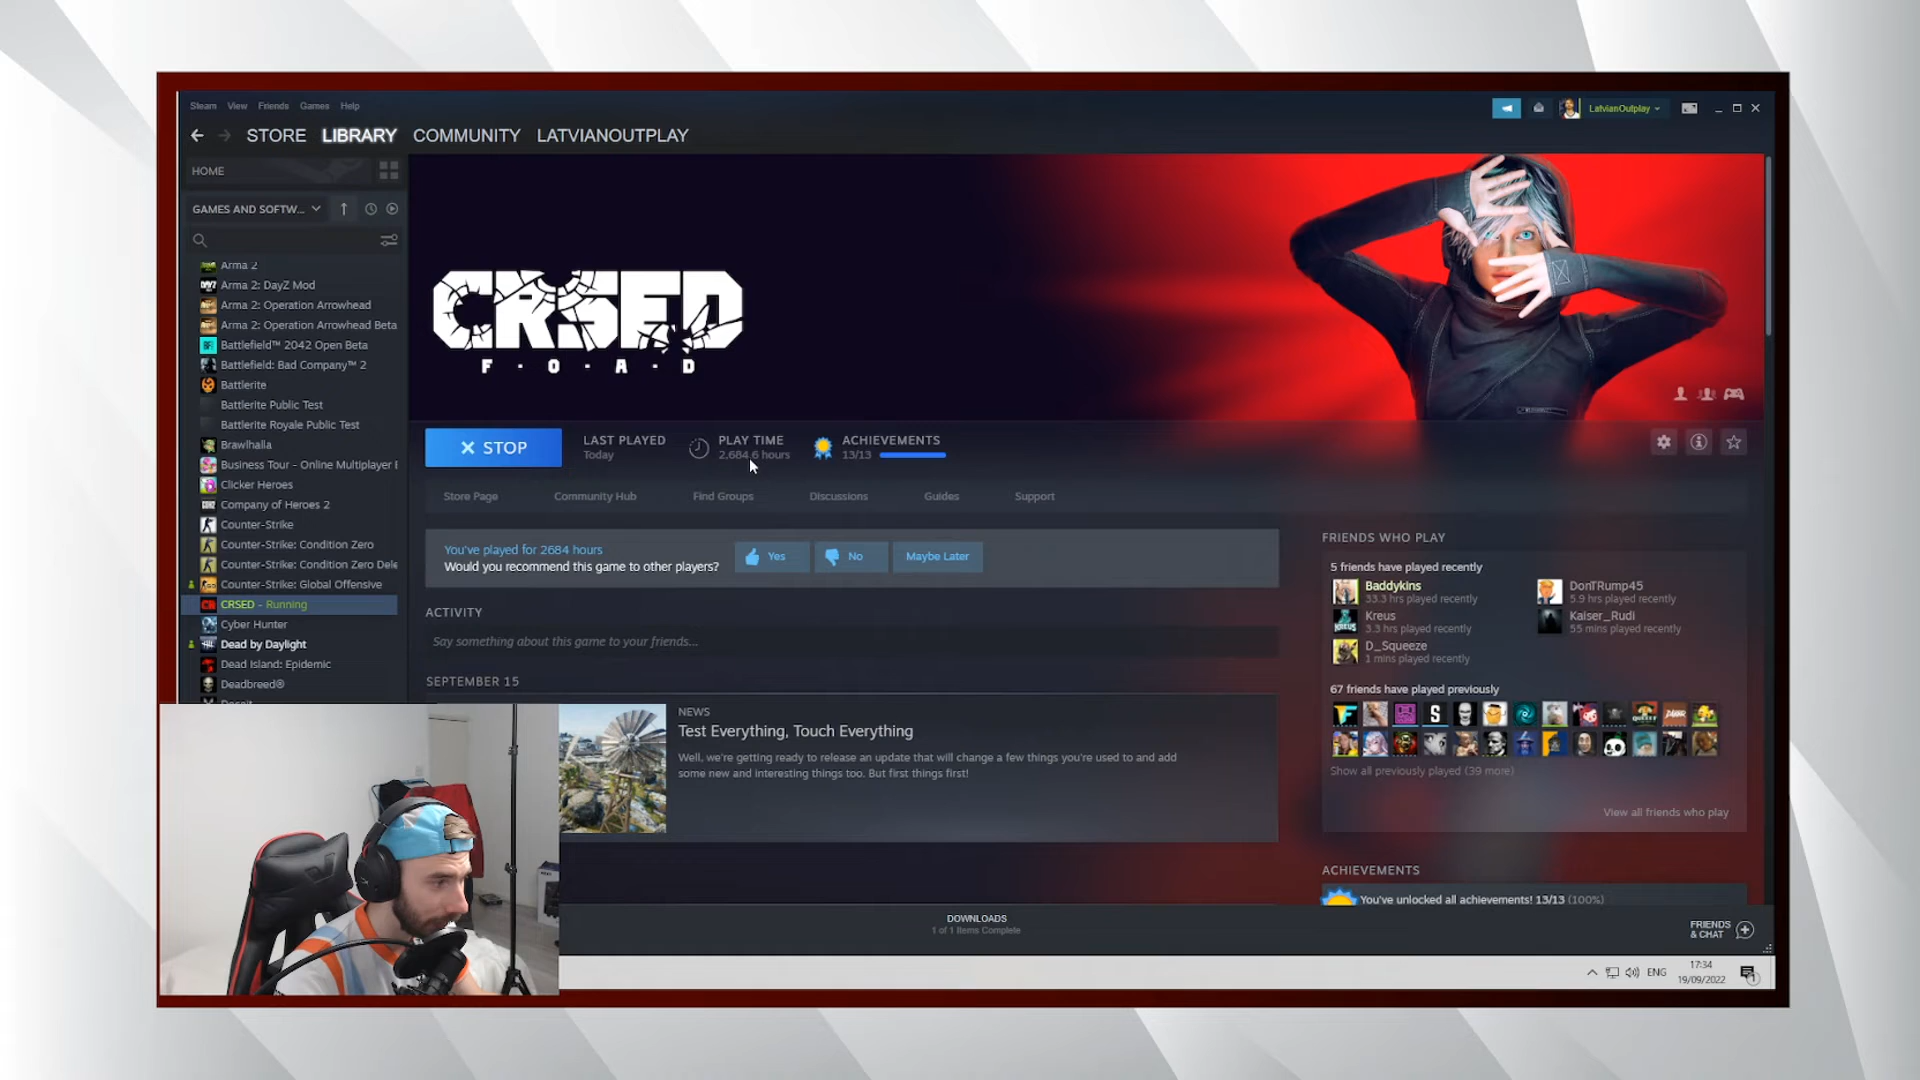 Steam View Friends Games Help
LatvianOutplay
STORE LIBRARY COMMUNITY LATVIANOUTPLAY
HOME
GAMES AND SOFTW...
Arma 2
Arma 2: DayZ Mod
Arma 2: Operation Arrowhead
Arma 2: Operation Arrowhead Beta
Battlefield™ 2042 Open Beta
Battlefield: Bad Company™ 2
Battlerite
Battlerite Public Test
Battlerite Royale Public Test
Brawlhalla
Business Tour - Online Multiplayer
Clicker Heroes
Company of Heroes 2
Counter-Strike
Counter-Strike: Condition Zero
Counter-Strike: Condition Zero Dele
Counter-Strike: Global Offensive
CRSED - Running
Cyber Hunter
Dead by Daylight
Dead Island: Epidemic
Deadbreed®
CRSED
F · O · A · D
STOP
LAST PLAYED
Today
PLAY TIME
2,684.6 hours
ACHIEVEMENTS
13/13
Store Page Community Hub Find Groups Discussions Guides Support
You've played for 2684 hours
Would you recommend this game to other players?
Yes No Maybe Later
ACTIVITY
Say something about this game to your friends...
SEPTEMBER 15
NEWS
Test Everything, Touch Everything
Well, we're getting ready to release an update that will change a few things you're used to and add
some new and interesting things too. But first things first!
FRIENDS WHO PLAY
5 friends have played recently
Baddykins
33.3 hrs played recently
DonTRump45
5.9 hrs played recently
Kreus
3.3 hrs played recently
Kaiser_Rudi
55 mins played recently
D_Squeeze
1 mins played recently
67 friends have played previously
Show all previously played (39 more)
View all friends who play
ACHIEVEMENTS
You've unlocked all achievements! 13/13 (100%)
DOWNLOADS
1 of 1 Items Complete
FRIENDS
& CHAT
ENG
17:34
19/09/2022